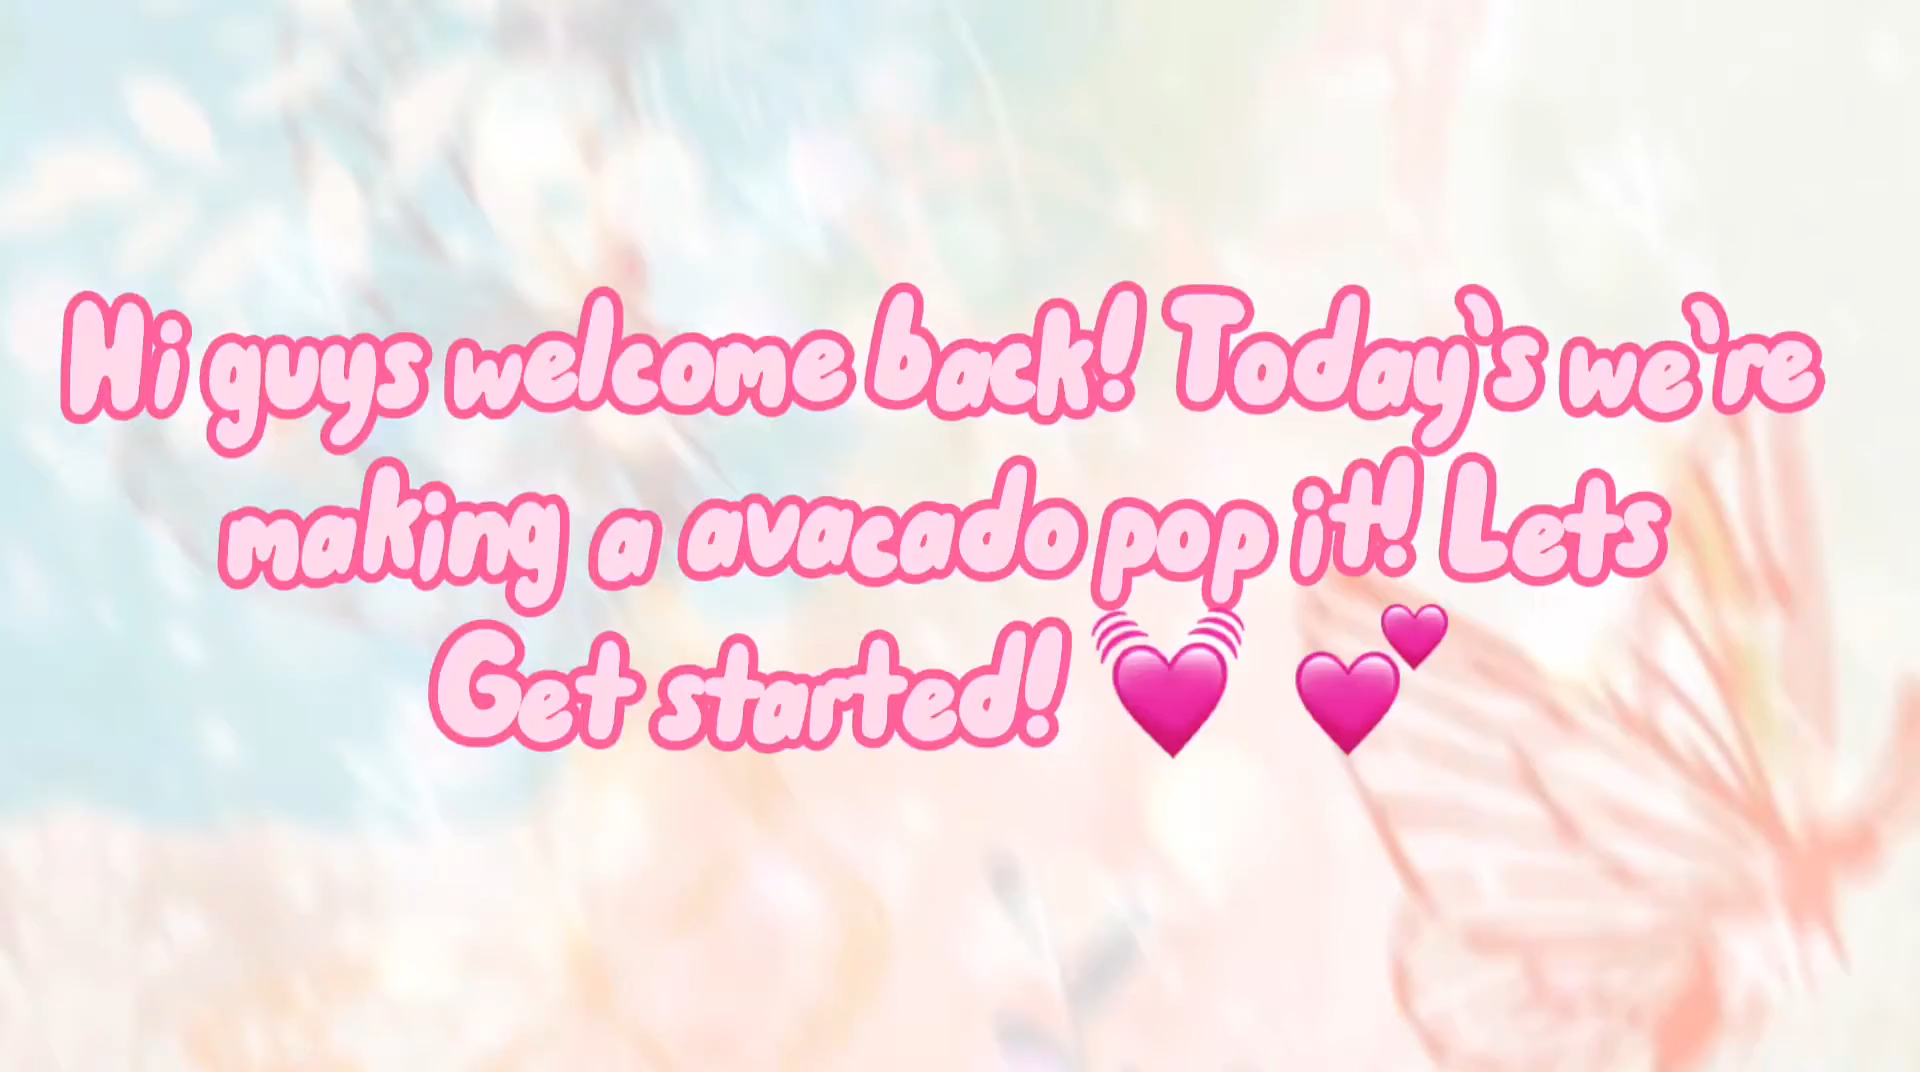 Hi guys welcome back! Today's we're
making a avacado pop it! Lets
Get started! 💓 💕